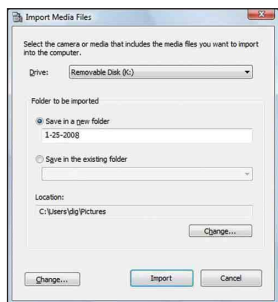 Import Media Files
Select the camera or media that includes the media files you want to import
into the computer.
Drive: Removable Disk (K:)
Folder to be imported
Save in a new folder
1-25-2008
Save in the existing folder
Location:
C:\Users\dig\Pictures
Change...
Change... Import Cancel